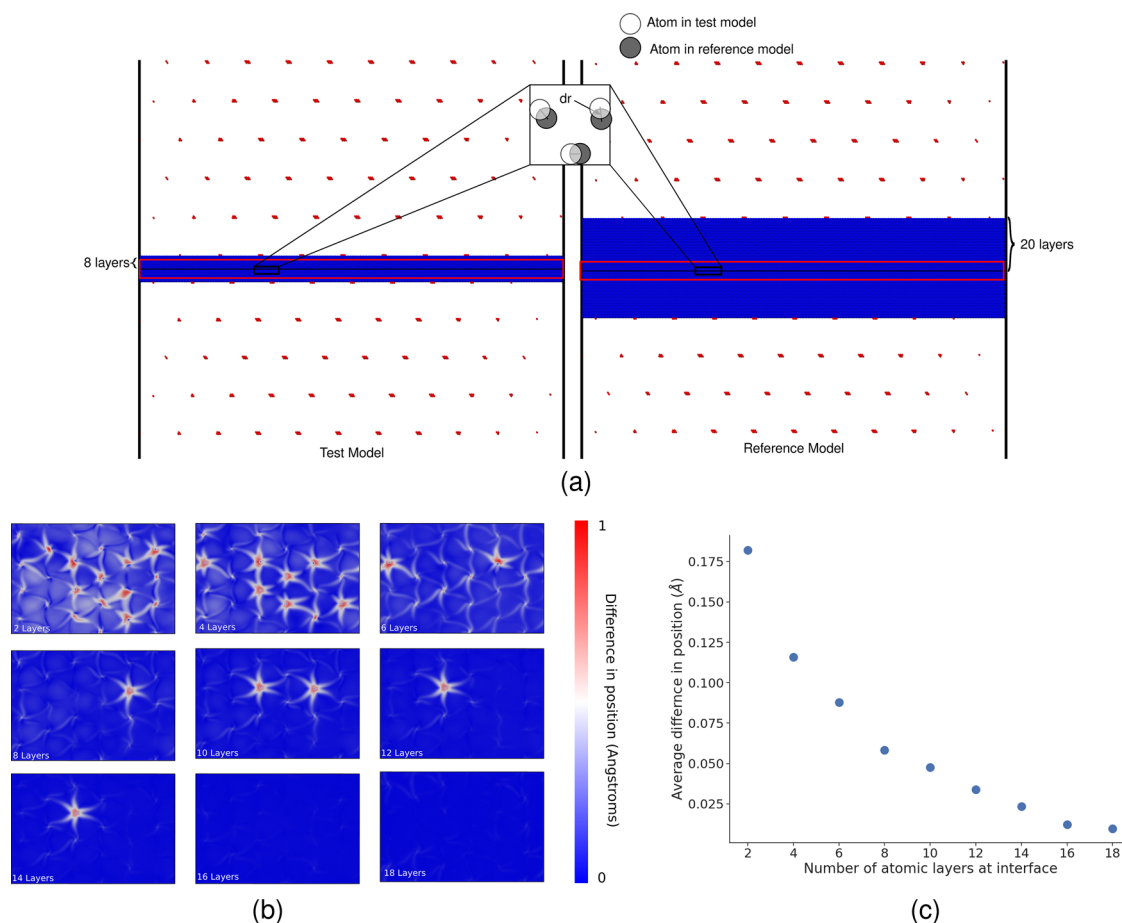 Atom in test model
Atom in reference model
dr
8 layers
20 layers
Test Model
Reference Model
(a)
2 Layers
4 Layers
6 Layers
8 Layers
10 Layers
12 Layers
14 Layers
16 Layers
18 Layers
1
Difference in position (Angstroms)
0
(b)
Average differnce in position (Å)
0.175
0.150
0.125
0.100
0.075
0.050
0.025
2 4 6 8 10 12 14 16 18
Number of atomic layers at interface
(c)